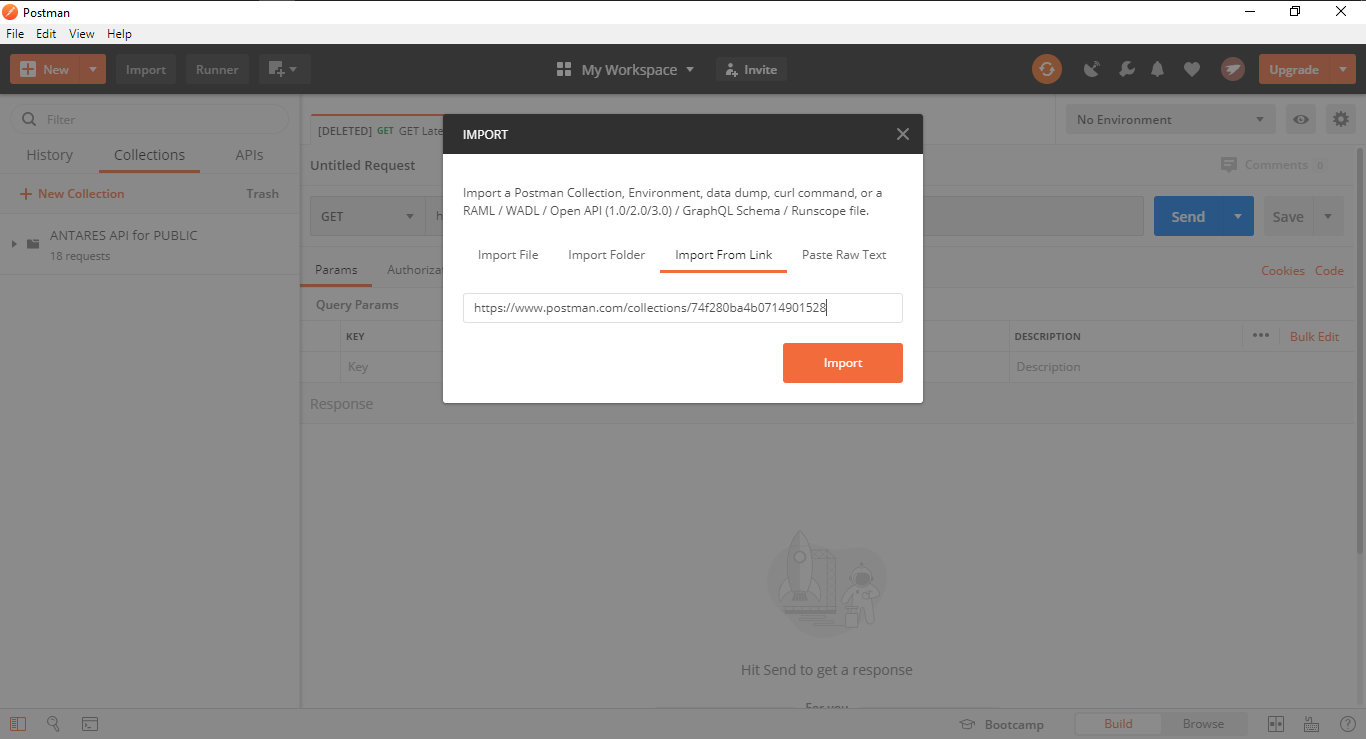 Postman
File Edit View Help
New Import Runner My Workspace Invite Upgrade
Filter
History Collections APIs
New Collection Trash
ANTARES API for PUBLIC
18 requests
[DELETED] GET GET Late
No Environment
Untitled Request
Comments 0
GET h
Send Save
Params Authoriza
Cookies Code
Query Params
KEY DESCRIPTION ••• Bulk Edit
Key Description
Response
IMPORT
Import a Postman Collection, Environment, data dump, curl command, or a
RAML / WADL / Open API (1.0/2.0/3.0) / GraphQL Schema / Runscope file.
Import File Import Folder Import From Link Paste Raw Text
https://www.postman.com/collections/74f280ba4b0714901528
Import
Hit Send to get a response
For you
Bootcamp Build Browse